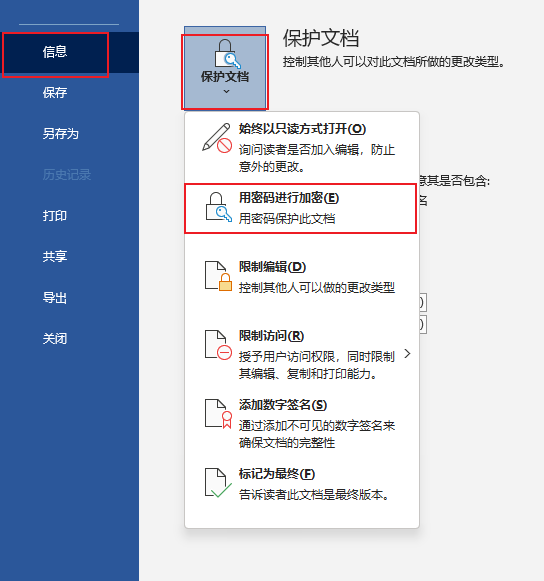 信息
保存
另存为
历史记录
打印
共享
导出
关闭
保护文档
保护文档
控制其他人可以对此文档所做的更改类型。
始终以只读方式打开(O)
询问读者是否加入编辑，防止
意外的更改。
用密码进行加密(E)
用密码保护此文档
限制编辑(D)
控制其他人可以做的更改类型
限制访问(R)
授予用户访问权限，同时限制
其编辑、复制和打印能力。
添加数字签名(S)
通过添加不可见的数字签名来
确保文档的完整性
标记为最终(F)
告诉读者此文档是最终版本。
意其是否包含:
名
)
)